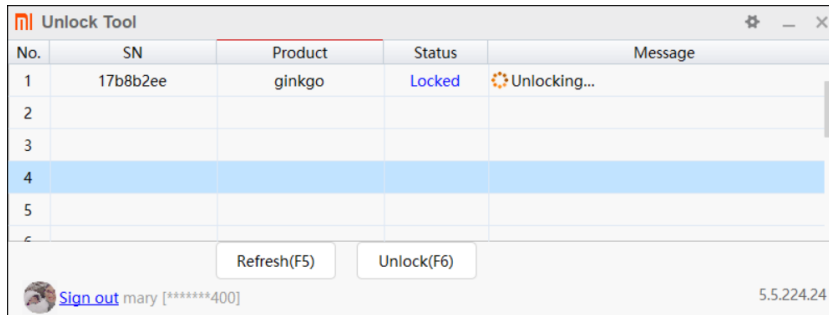 Unlock Tool
No. SN Product Status Message
1 17b8b2ee ginkgo Locked Unlocking...
2
3
4
5
Refresh(F5) Unlock(F6)
Sign out mary [*******400]
5.5.224.24